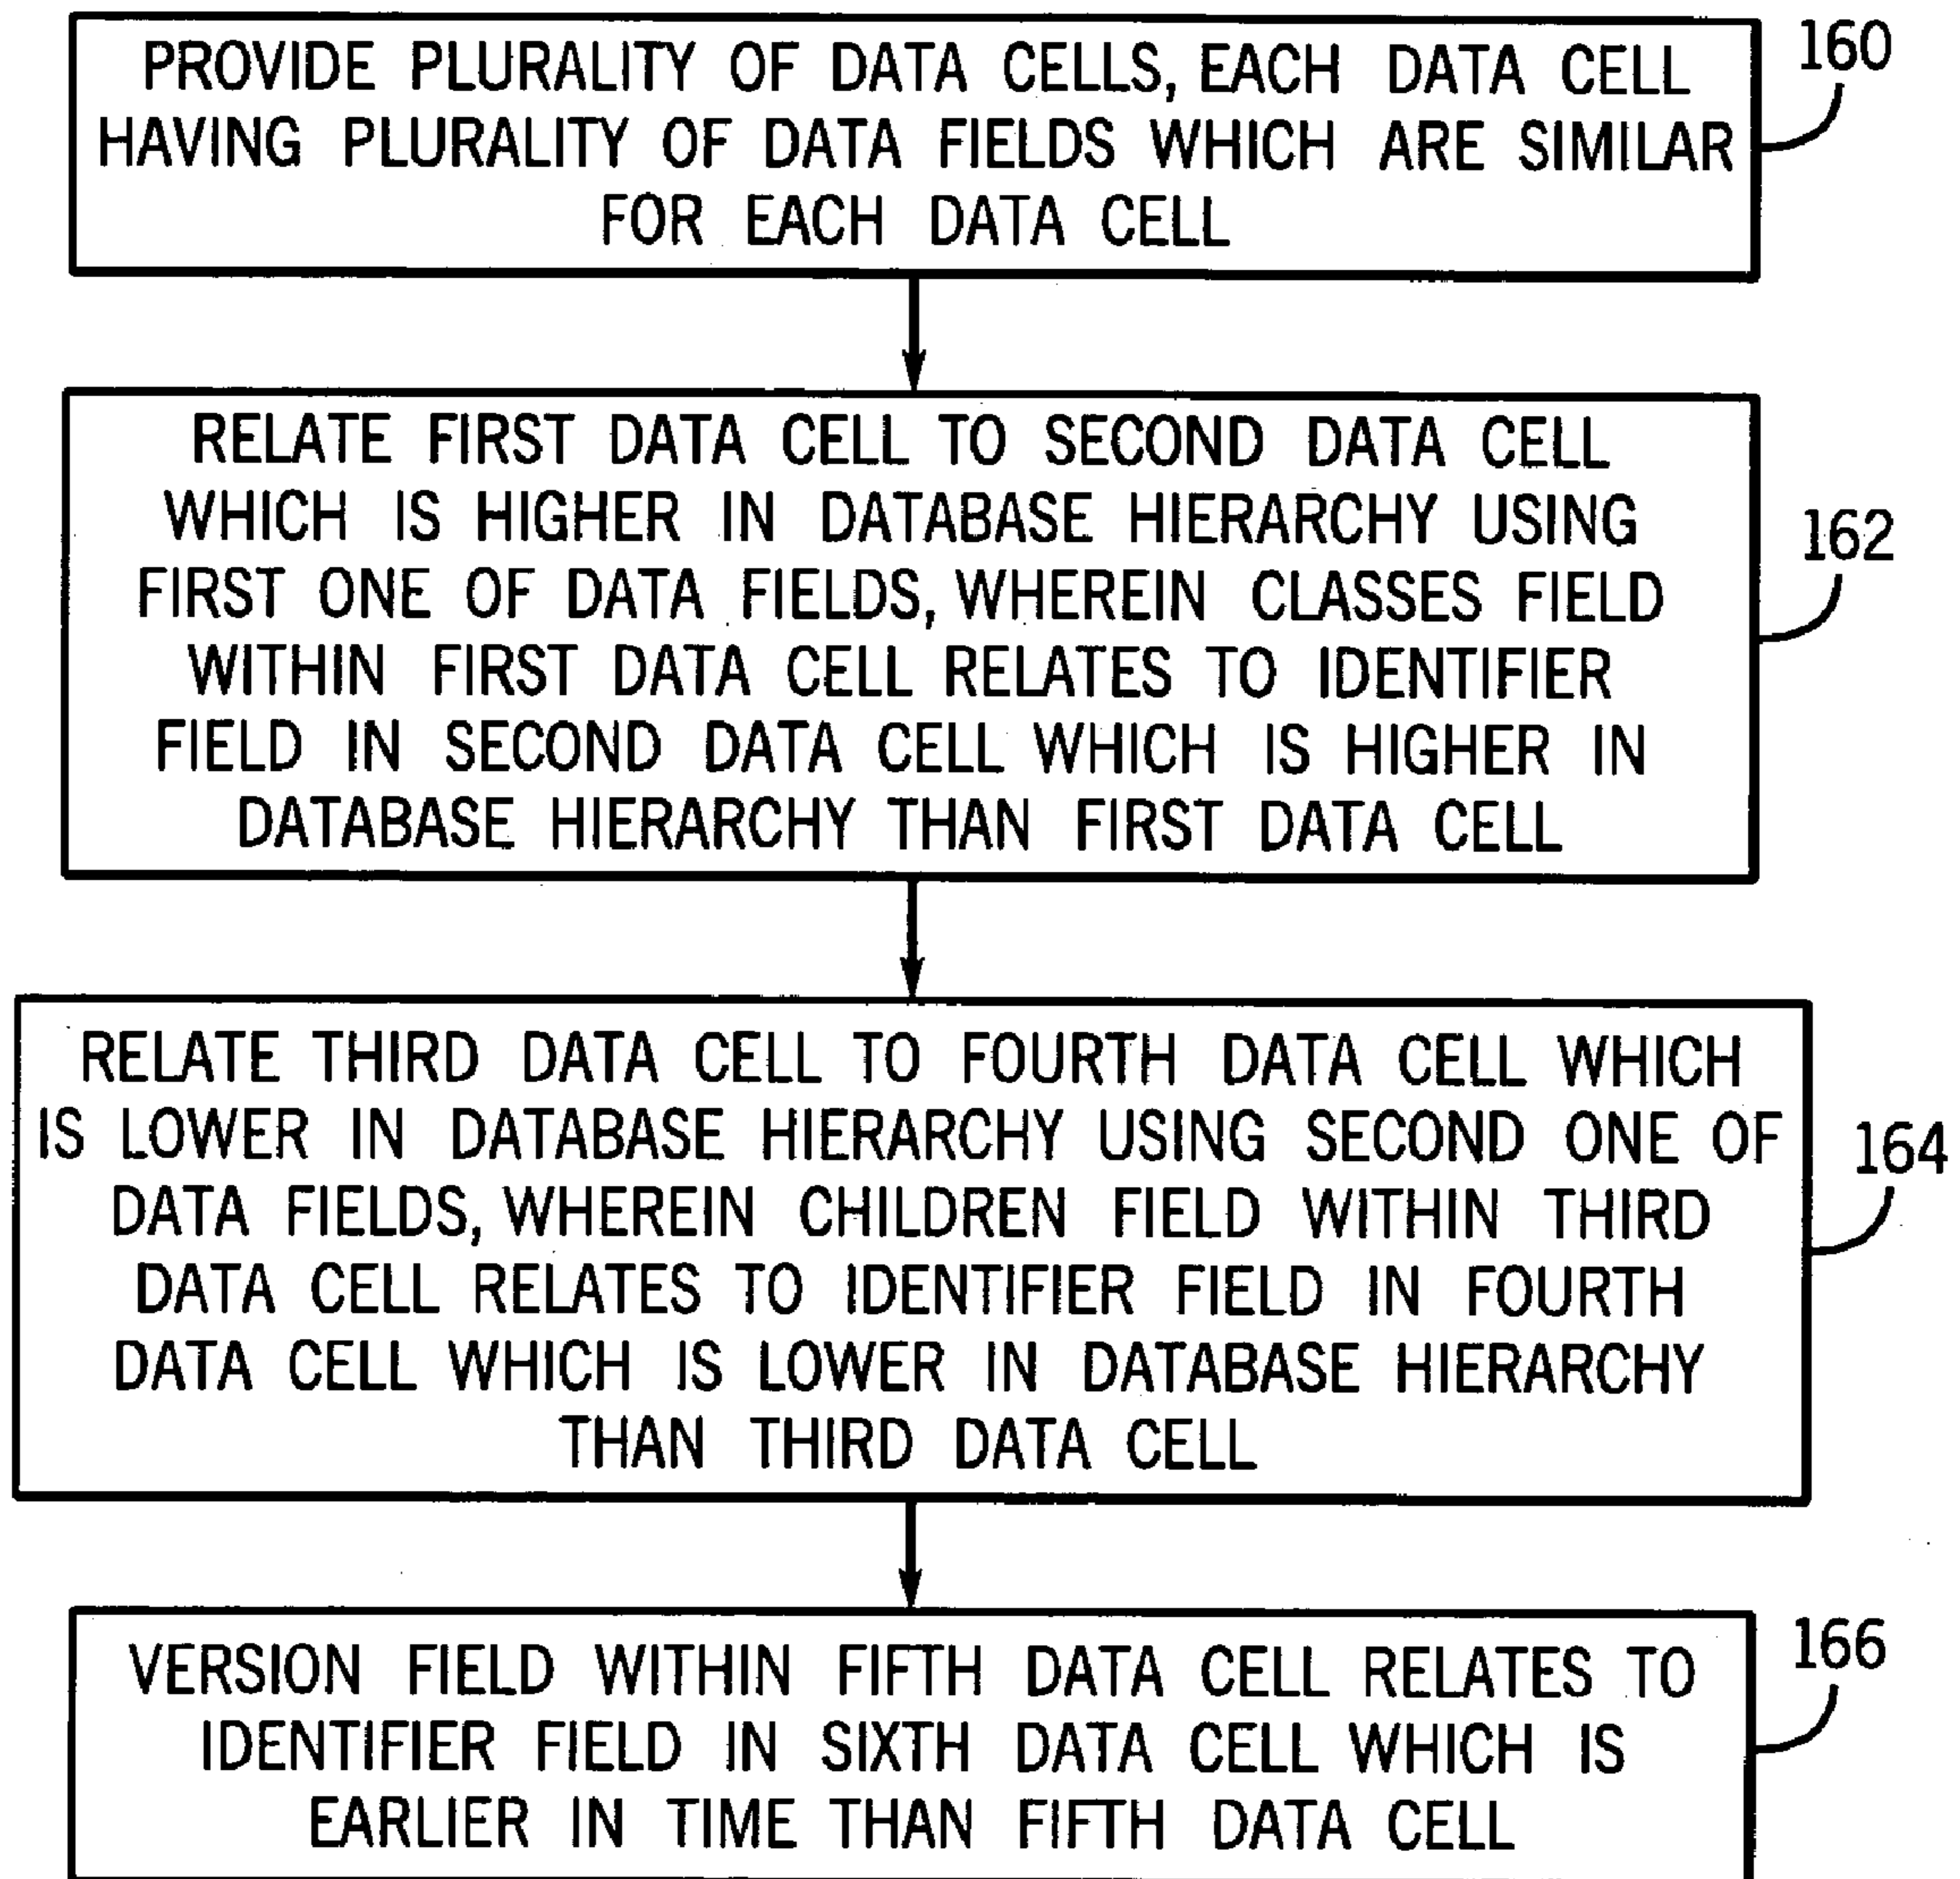 PROVIDE PLURALITY OF DATA CELLS, EACH DATA CELL
HAVING PLURALITY OF DATA FIELDS WHICH ARE SIMILAR
FOR EACH DATA CELL
160
RELATE FIRST DATA CELL TO SECOND DATA CELL
WHICH IS HIGHER IN DATABASE HIERARCHY USING
FIRST ONE OF DATA FIELDS, WHEREIN CLASSES FIELD
WITHIN FIRST DATA CELL RELATES TO IDENTIFIER
FIELD IN SECOND DATA CELL WHICH IS HIGHER IN
DATABASE HIERARCHY THAN FIRST DATA CELL
162
RELATE THIRD DATA CELL TO FOURTH DATA CELL WHICH
IS LOWER IN DATABASE HIERARCHY USING SECOND ONE OF
DATA FIELDS, WHEREIN CHILDREN FIELD WITHIN THIRD
DATA CELL RELATES TO IDENTIFIER FIELD IN FOURTH
DATA CELL WHICH IS LOWER IN DATABASE HIERARCHY
THAN THIRD DATA CELL
164
VERSION FIELD WITHIN FIFTH DATA CELL RELATES TO
IDENTIFIER FIELD IN SIXTH DATA CELL WHICH IS
EARLIER IN TIME THAN FIFTH DATA CELL
166